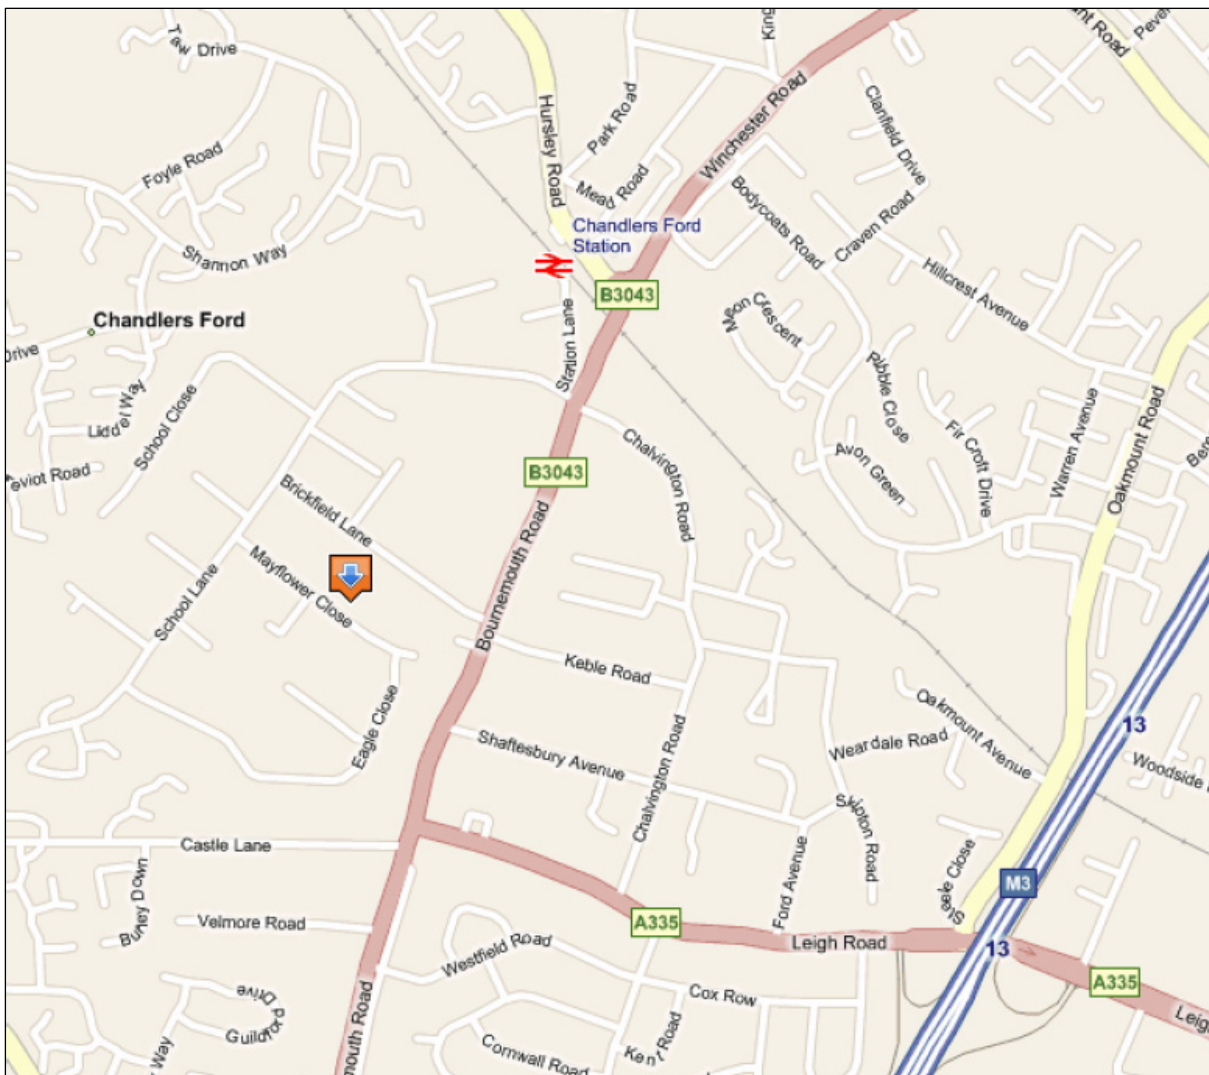 Taw Drive
Hursley Road
Park Road
Winchester Road
Clanfield Drive
Foyle Road
Mead Road
Bodycoats Road
Craven Road
Shannon Way
Chandlers Ford
Station
Hillcrest Avenue
B3043
Meon Crescent
Chandlers Ford
Drive
Station Lane
Ribble Close
Liddel Way
School Close
Warren Avenue
Oakmount Road
Chalvington Road
Avon Green
Fir Croft Drive
eviot Road
B3043
Brickfield Lane
Bournemouth Road
Mayflower Close
School Lane
Keble Road
Eagle Close
Shaftesbury Avenue
Chalvington Road
Weardale Road
Oakmount Avenue
13
Woodside
Skipton Road
Castle Lane
Ford Avenue
Steele Close
M3
Burley Down
Velmore Road
A335
Leigh Road
13
Westfield Road
Cox Row
A335
Guildford Drive
mouth Road
Cornwall Road
Kent Road
Way
Leig